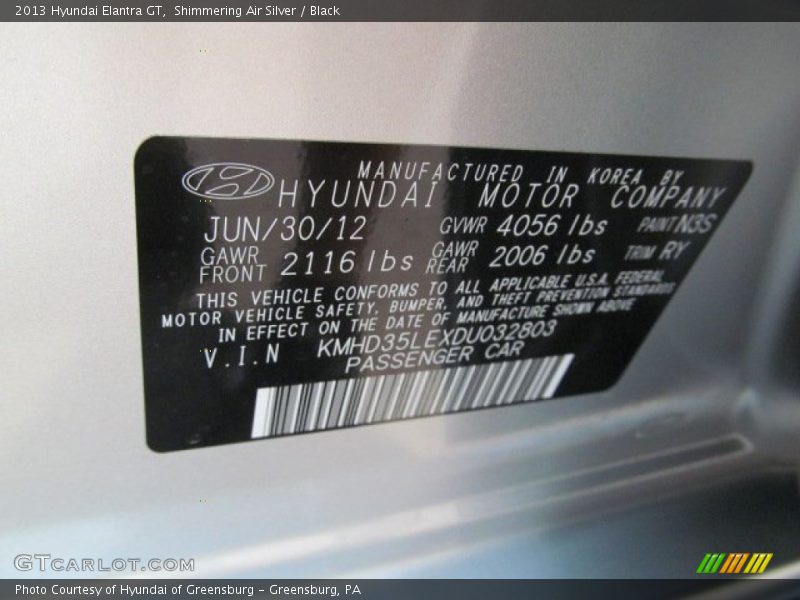 2013 Hyundai Elantra GT, Shimmering Air Silver / Black
MANUFACTURED IN KOREA BY
HYUNDAI MOTOR COMPANY
JUN/30/12 GVWR 4056 lbs PAINT N3S
GAWR FRONT 2116 lbs GAWR REAR 2006 lbs TRIM RY
THIS VEHICLE CONFORMS TO ALL APPLICABLE U.S.A. FEDERAL
MOTOR VEHICLE SAFETY, BUMPER, AND THEFT PREVENTION STANDARDS
IN EFFECT ON THE DATE OF MANUFACTURE SHOWN ABOVE
V.I.N KMHD35LEXDU032803
PASSENGER CAR
GTCARLOT.COM
Photo Courtesy of Hyundai of Greensburg - Greensburg, PA